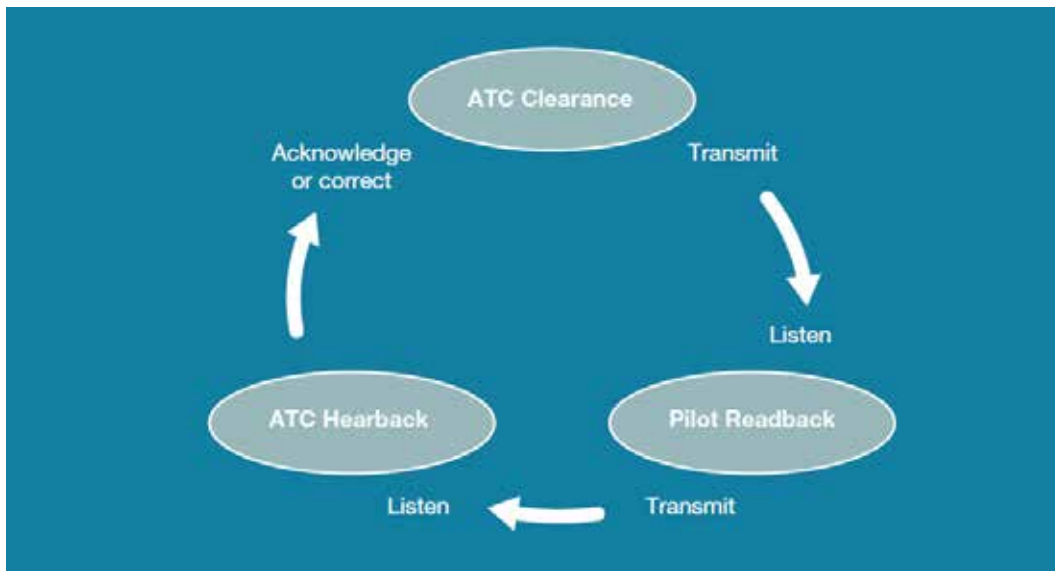 ATC Clearance
Acknowledge
or correct
Transmit
Listen
ATC Hearback
Pilot Readback
Listen
Transmit